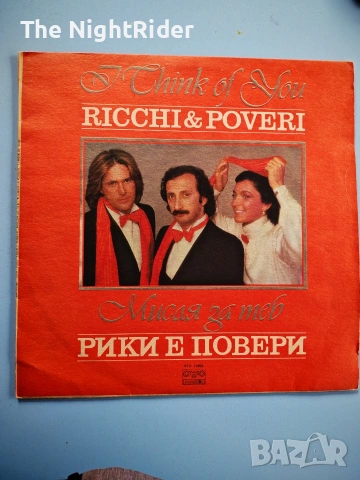 The NightRider
I Think of You
RICCHI & POVERI
Мисля за теб
РИКИ Е ПОВЕРИ
BAZAR